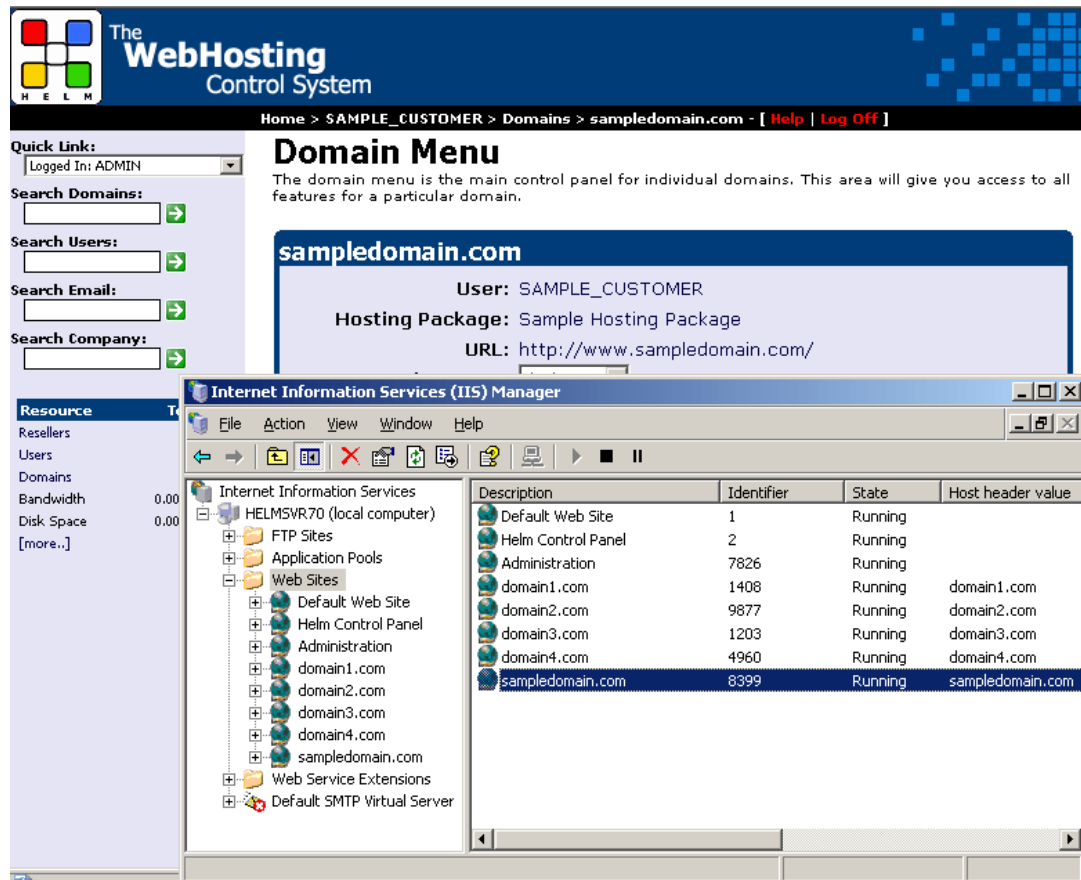 The
WebHosting
Control System
H E L M
Home > SAMPLE_CUSTOMER > Domains > sampledomain.com - [ Help | Log Off ]
Quick Link:
Logged In: ADMIN
Search Domains:
Search Users:
Search Email:
Search Company:
Resource
Resellers
Users
Domains
Bandwidth 0.00
Disk Space 0.00
[more..]
Domain Menu
The domain menu is the main control panel for individual domains. This area will give you access to all
features for a particular domain.
sampledomain.com
User: SAMPLE_CUSTOMER
Hosting Package: Sample Hosting Package
URL: http://www.sampledomain.com/
Internet Information Services (IIS) Manager
File Action View Window Help
Internet Information Services
HELMSVR70 (local computer)
FTP Sites
Application Pools
Web Sites
Default Web Site
Helm Control Panel
Administration
domain1.com
domain2.com
domain3.com
domain4.com
sampledomain.com
Web Service Extensions
Default SMTP Virtual Server
Description Identifier State Host header value
Default Web Site 1 Running
Helm Control Panel 2 Running
Administration 7826 Running
domain1.com 1408 Running domain1.com
domain2.com 9877 Running domain2.com
domain3.com 1203 Running domain3.com
domain4.com 4960 Running domain4.com
sampledomain.com 8399 Running sampledomain.com